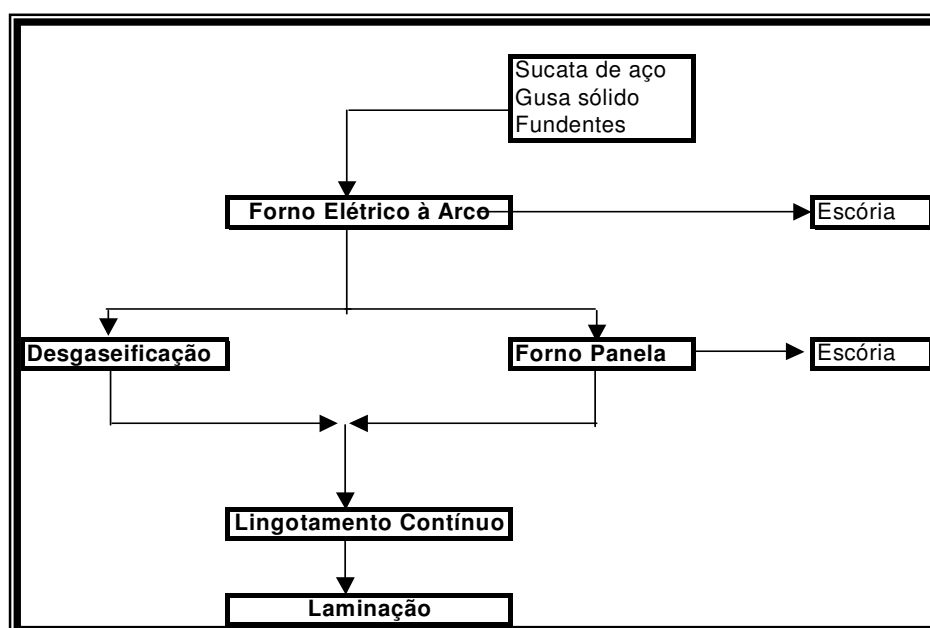 Sucata de aço
Gusa sólido
Fundentes
Forno Elétrico à Arco
Escória
Desgaseificação
Forno Panela
Escória
Lingotamento Contínuo
Laminação